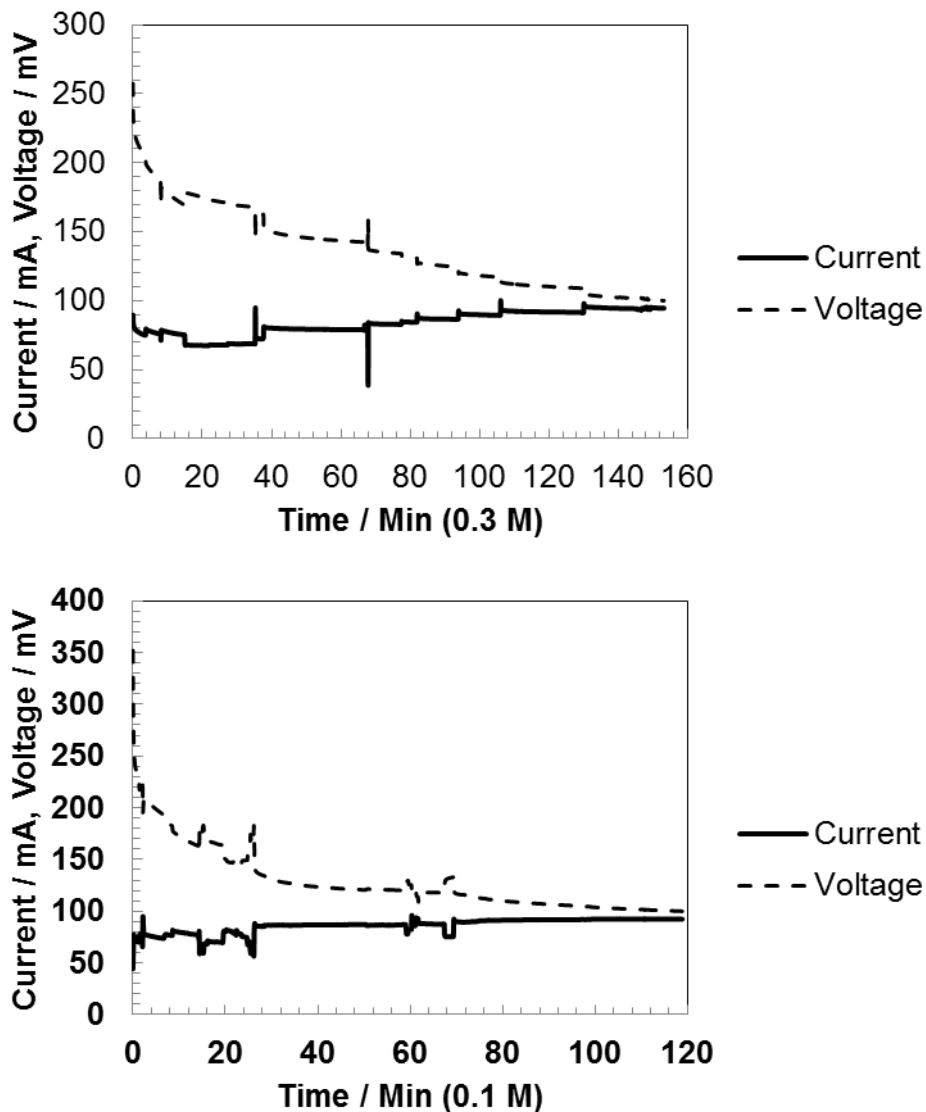 Current / mA, Voltage / mV
300
250
200
150
100
50
0
0 20 40 60 80 100 120 140 160
Time / Min (0.3 M)
Current
Voltage
Current / mA, Voltage / mV
400
350
300
250
200
150
100
50
0
0 20 40 60 80 100 120
Time / Min (0.1 M)
Current
Voltage